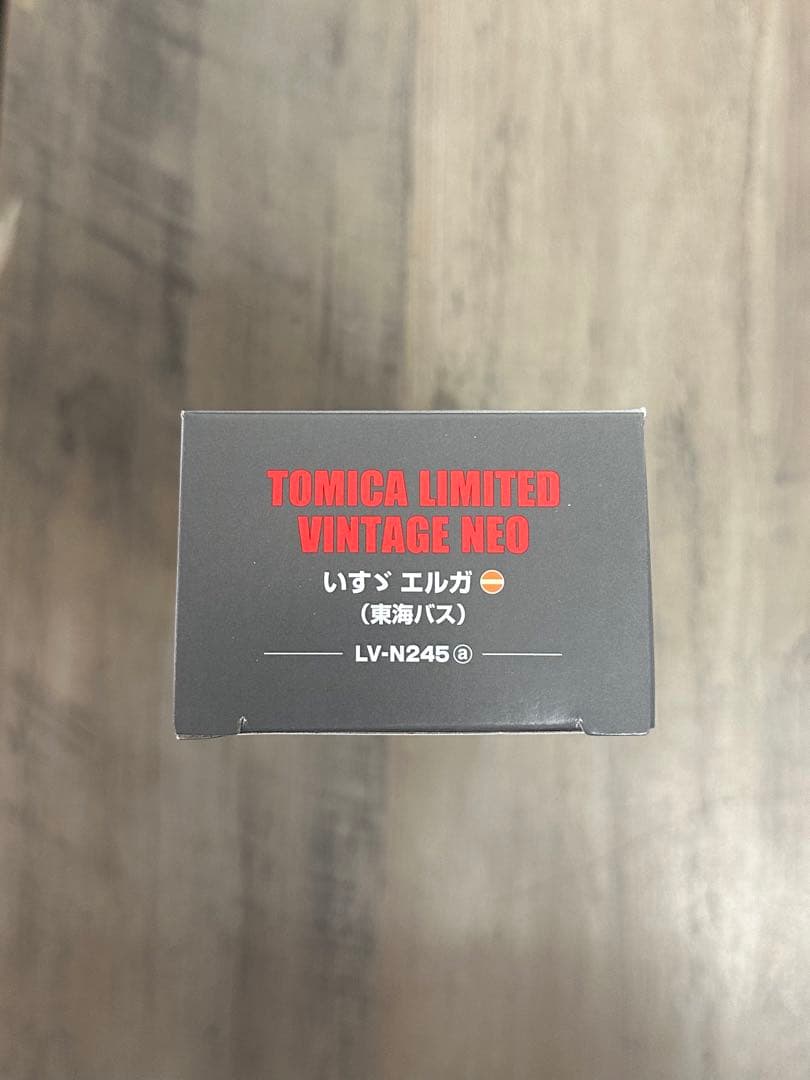 TOMICA LIMITED
VINTAGE NEO
いすゞ エルガ
（東海バス）
LV-N245ⓐ